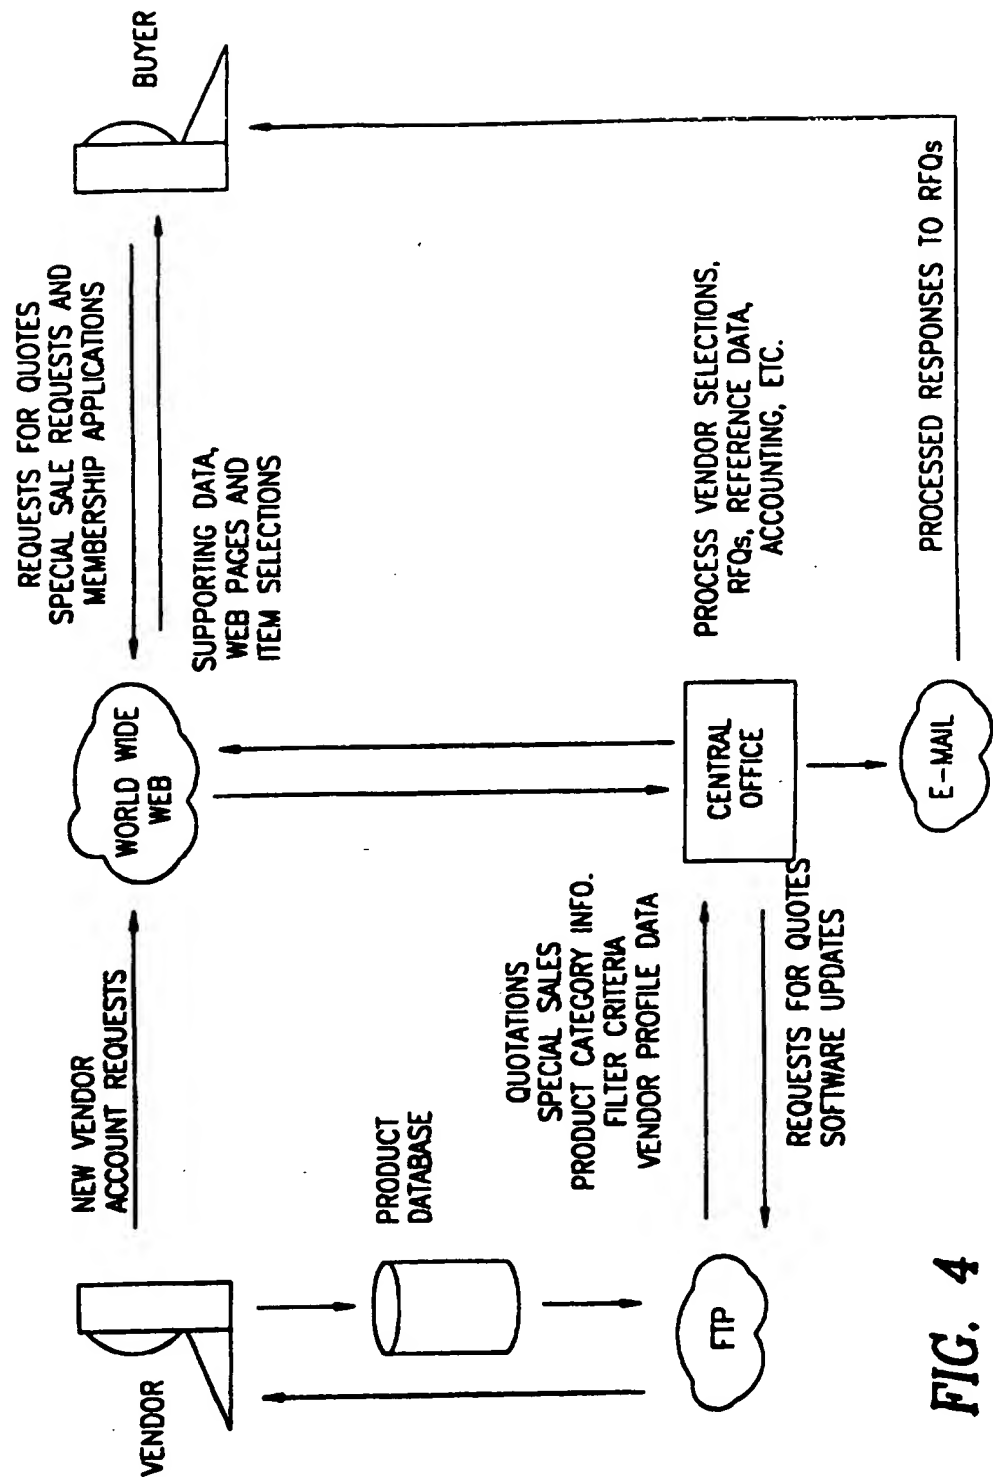 VENDOR
NEW VENDOR
ACCOUNT REQUESTS
WORLD WIDE
WEB
REQUESTS FOR QUOTES
SPECIAL SALE REQUESTS AND
MEMBERSHIP APPLICATIONS
BUYER
SUPPORTING DATA,
WEB PAGES AND
ITEM SELECTIONS
PRODUCT
DATABASE
QUOTATIONS
SPECIAL SALES
PRODUCT CATEGORY INFO.
FILTER CRITERIA
VENDOR PROFILE DATA
FTP
REQUESTS FOR QUOTES
SOFTWARE UPDATES
CENTRAL
OFFICE
PROCESS VENDOR SELECTIONS,
RFQs, REFERENCE DATA,
ACCOUNTING, ETC.
E-MAIL
PROCESSED RESPONSES TO RFQs
FIG. 4